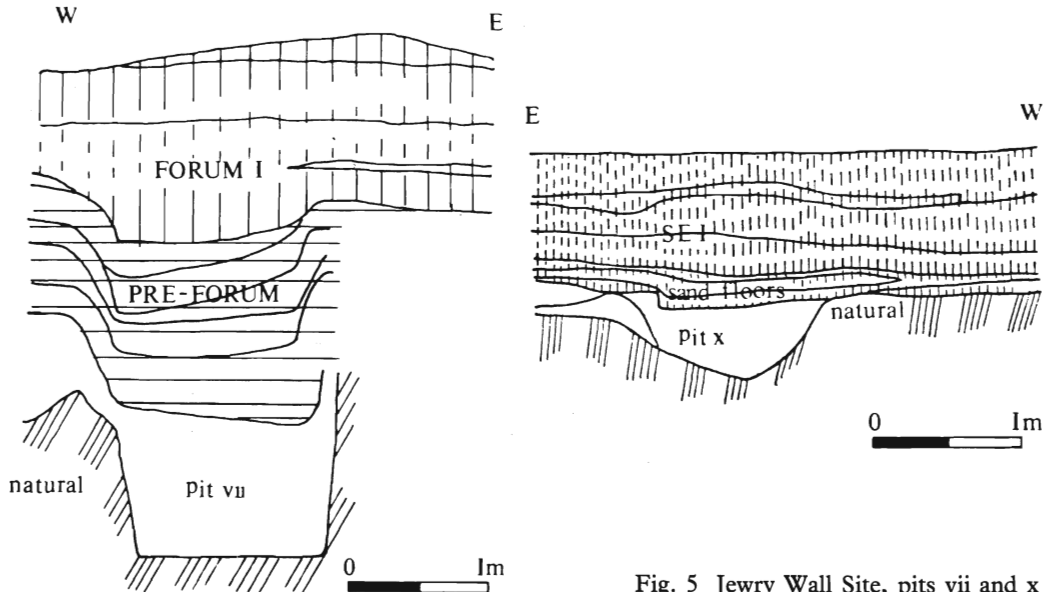 W
E
FORUM I
PRE-FORUM
natural
pit VII
0 1m
E
W
SE I
sand floors
natural
pit x
0 1m
Fig. 5 Jewry Wall Site, pits vii and x